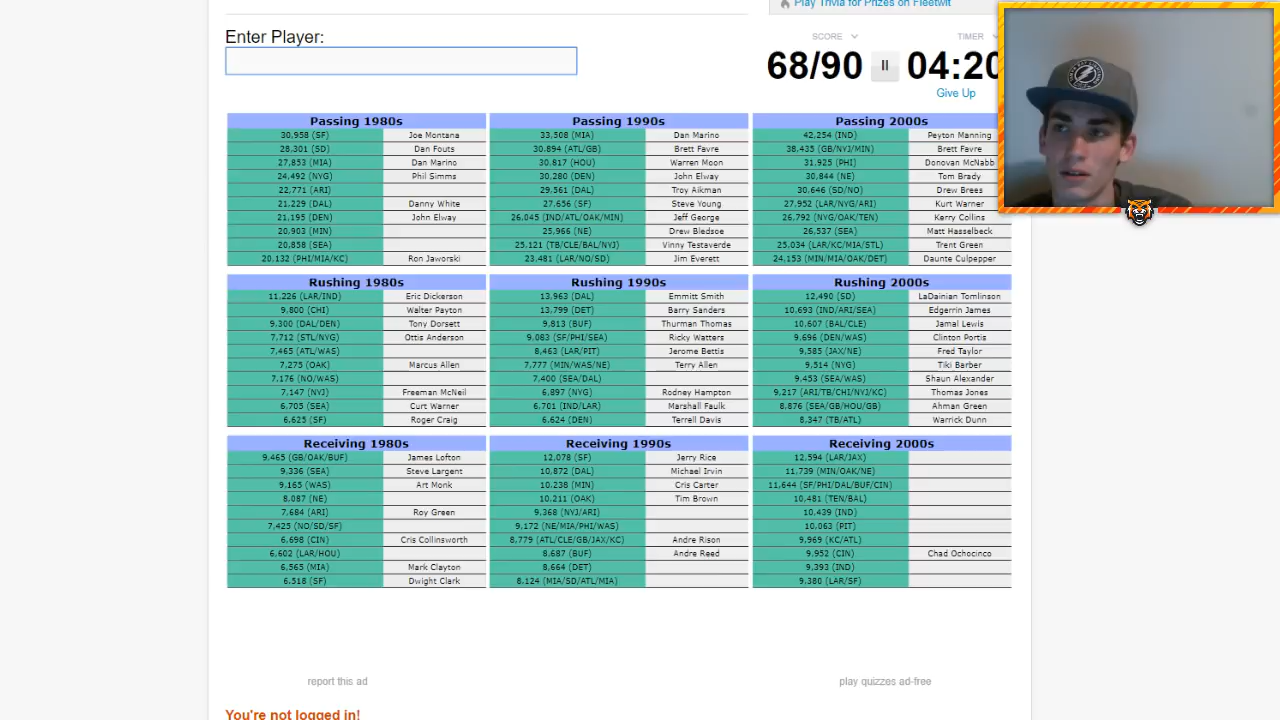 Play Trivia for Prizes on Fleetwit
Enter Player:
SCORE
TIMER
68/90
04:20
Give Up
Passing 1980s
30,958 (SF) Joe Montana
28,301 (SD) Dan Fouts
27,853 (MIA) Dan Marino
24,492 (NYG) Phil Simms
22,771 (ARI)
21,229 (DAL) Danny White
21,195 (DEN) John Elway
20,903 (MIN)
20,858 (SEA)
20,132 (PHI/MIA/KC) Ron Jaworski
Passing 1990s
33,508 (MIA) Dan Marino
30,894 (ATL/GB) Brett Favre
30,817 (HOU) Warren Moon
30,280 (DEN) John Elway
29,561 (DAL) Troy Aikman
27,656 (SF) Steve Young
26,045 (IND/ATL/OAK/MIN) Jeff George
25,966 (NE) Drew Bledsoe
25,121 (TB/CLE/BAL/NYJ) Vinny Testaverde
23,481 (LAR/NO/SD) Jim Everett
Passing 2000s
42,254 (IND) Peyton Manning
38,435 (GB/NYJ/MIN) Brett Favre
31,925 (PHI) Donovan McNabb
30,844 (NE) Tom Brady
30,646 (SD/NO) Drew Brees
27,952 (LAR/NYG/ARI) Kurt Warner
26,792 (NYG/OAK/TEN) Kerry Collins
26,537 (SEA) Matt Hasselbeck
25,034 (LAR/KC/MIA/STL) Trent Green
24,153 (MIN/MIA/OAK/DET) Daunte Culpepper
Rushing 1980s
11,226 (LAR/IND) Eric Dickerson
9,800 (CHI) Walter Payton
9,300 (DAL/DEN) Tony Dorsett
7,712 (STL/NYG) Ottis Anderson
7,465 (ATL/WAS)
7,275 (OAK) Marcus Allen
7,176 (NO/WAS)
7,147 (NYJ) Freeman McNeil
6,705 (SEA) Curt Warner
6,625 (SF) Roger Craig
Rushing 1990s
13,963 (DAL) Emmitt Smith
13,799 (DET) Barry Sanders
9,813 (BUF) Thurman Thomas
9,083 (SF/PHI/SEA) Ricky Watters
8,463 (LAR/PIT) Jerome Bettis
7,777 (MIN/WAS/NE) Terry Allen
7,400 (SEA/DAL)
6,897 (NYG) Rodney Hampton
6,701 (IND/LAR) Marshall Faulk
6,624 (DEN) Terrell Davis
Rushing 2000s
12,490 (SD) LaDainian Tomlinson
10,693 (IND/ARI/SEA) Edgerrin James
10,607 (BAL/CLE) Jamal Lewis
9,696 (DEN/WAS) Clinton Portis
9,585 (JAX/NE) Fred Taylor
9,514 (NYG) Tiki Barber
9,453 (SEA/WAS) Shaun Alexander
9,217 (ARI/TB/CHI/NYJ/KC) Thomas Jones
8,876 (SEA/GB/HOU/GB) Ahman Green
8,347 (TB/ATL) Warrick Dunn
Receiving 1980s
9,465 (GB/OAK/BUF) James Lofton
9,336 (SEA) Steve Largent
9,165 (WAS) Art Monk
8,087 (NE)
7,684 (ARI) Roy Green
7,425 (NO/SD/SF)
6,698 (CIN) Cris Collinsworth
6,602 (LAR/HOU)
6,565 (MIA) Mark Clayton
6,518 (SF) Dwight Clark
Receiving 1990s
12,078 (SF) Jerry Rice
10,872 (DAL) Michael Irvin
10,238 (MIN) Cris Carter
10,211 (OAK) Tim Brown
9,368 (NYJ/ARI)
9,172 (NE/MIA/PHI/WAS)
8,779 (ATL/CLE/GB/JAX/KC) Andre Rison
8,687 (BUF) Andre Reed
8,664 (DET)
8,124 (MIA/SD/ATL/MIA)
Receiving 2000s
12,594 (LAR/JAX)
11,739 (MIN/OAK/NE)
11,644 (SF/PHI/DAL/BUF/CIN)
10,481 (TEN/BAL)
10,439 (IND)
10,063 (PIT)
9,969 (KC/ATL)
9,952 (CIN) Chad Ochocinco
9,393 (IND)
9,380 (LAR/SF)
report this ad
play quizzes ad-free
You're not logged in!